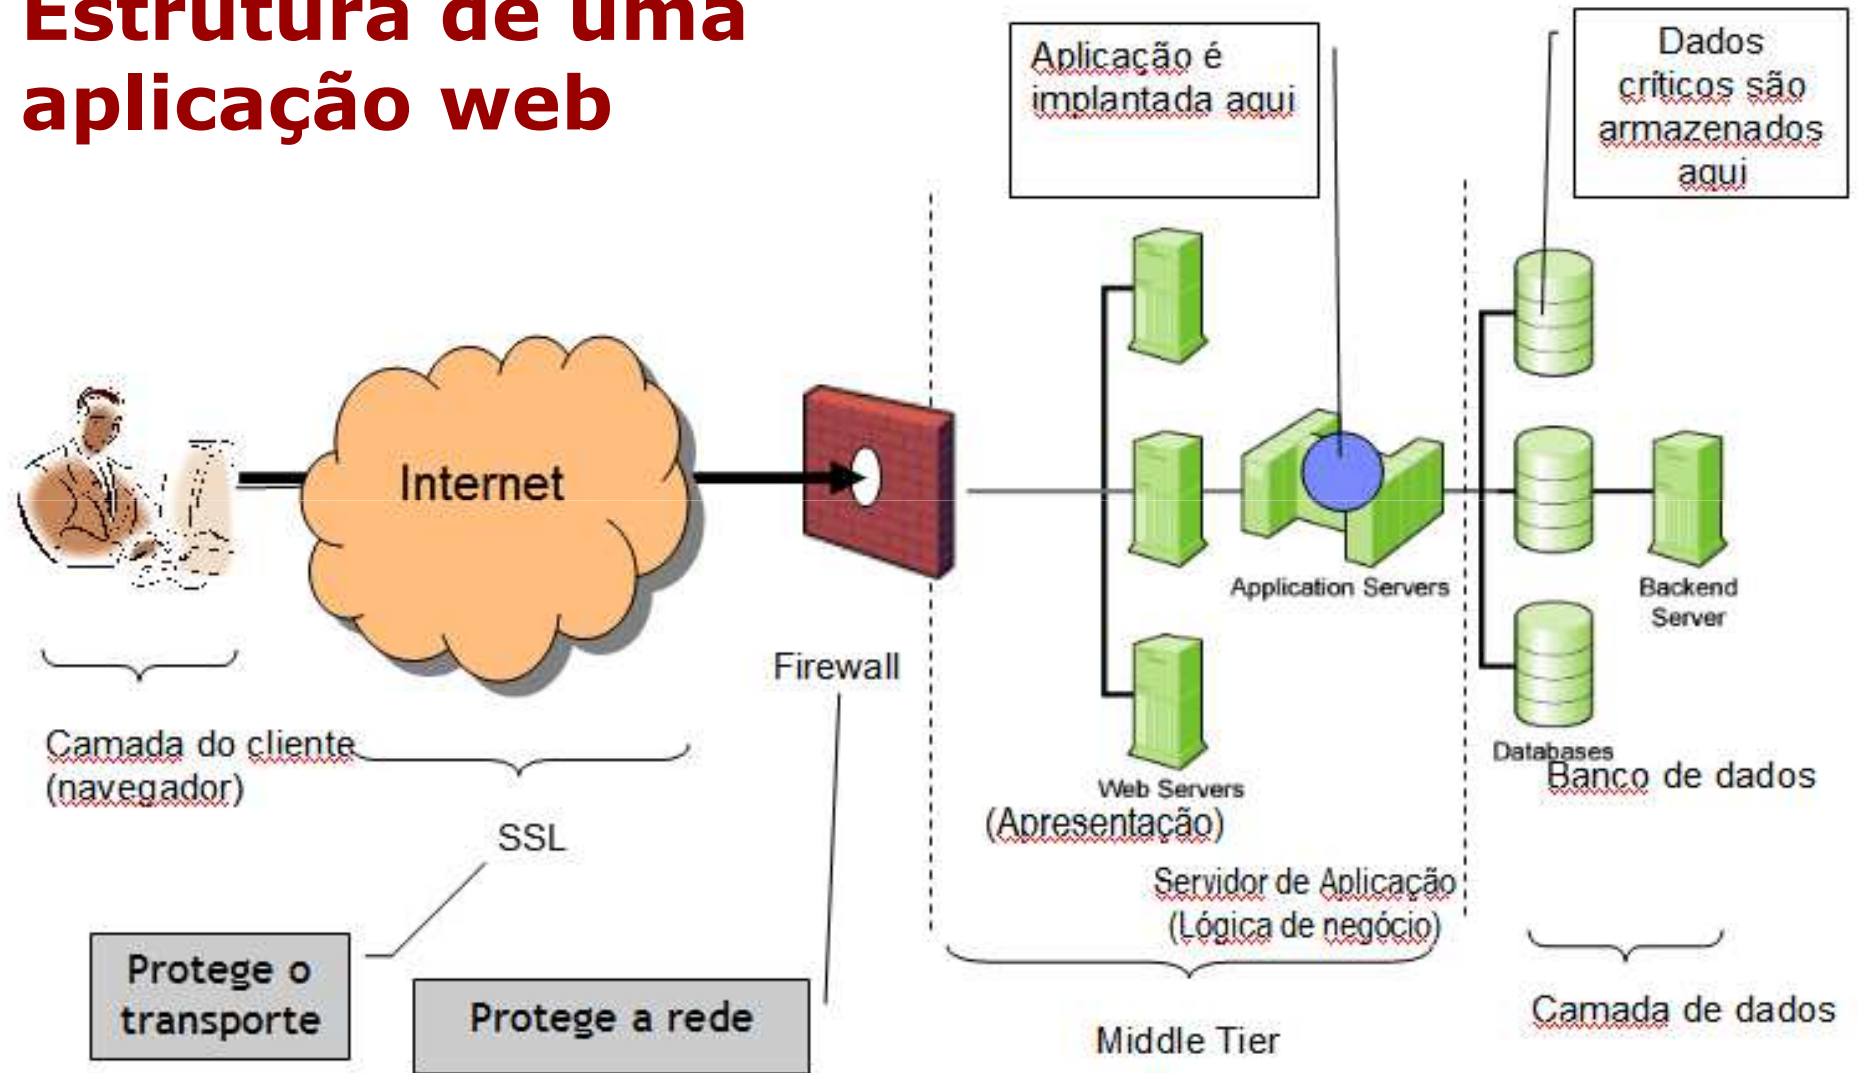 Estrutura de uma
aplicação web
Aplicação é
implantada aqui
Dados
críticos são
armazenados
aqui
Internet
Application Servers
Backend
Server
Firewall
Camada do cliente
(navegador)
Databases
Banco de dados
Web Servers
(Apresentação)
SSL
Servidor de Aplicação
(Lógica de negócio)
Protege o
transporte
Protege a rede
Middle Tier
Camada de dados